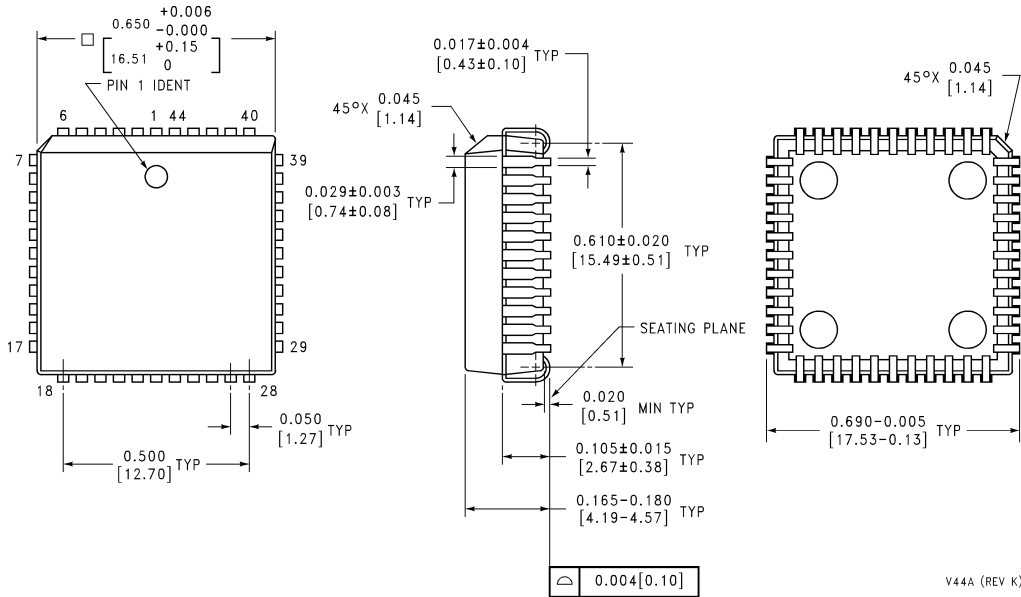 +0.006
0.650 -0.000
+0.15
16.51 0
PIN 1 IDENT
6 1 44 40
7 39
17 29
18 28
0.050
[1.27] TYP
0.500
[12.70] TYP
0.017±0.004
[0.43±0.10] TYP
45°X 0.045
[1.14]
0.029±0.003
[0.74±0.08] TYP
0.610±0.020
[15.49±0.51] TYP
SEATING PLANE
0.020
[0.51] MIN TYP
0.105±0.015
[2.67±0.38] TYP
0.165-0.180
[4.19-4.57] TYP
0.004[0.10]
45°X 0.045
[1.14]
0.690-0.005
[17.53-0.13] TYP
V44A (REV K)